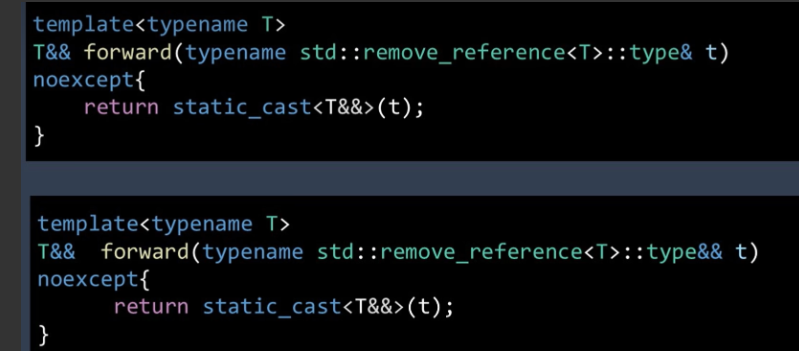 template<typename T>
T&& forward(typename std::remove_reference<T>::type& t)
noexcept{
    return static_cast<T&&>(t);
}
template<typename T>
T&&  forward(typename std::remove_reference<T>::type&& t)
noexcept{
      return static_cast<T&&>(t);
}